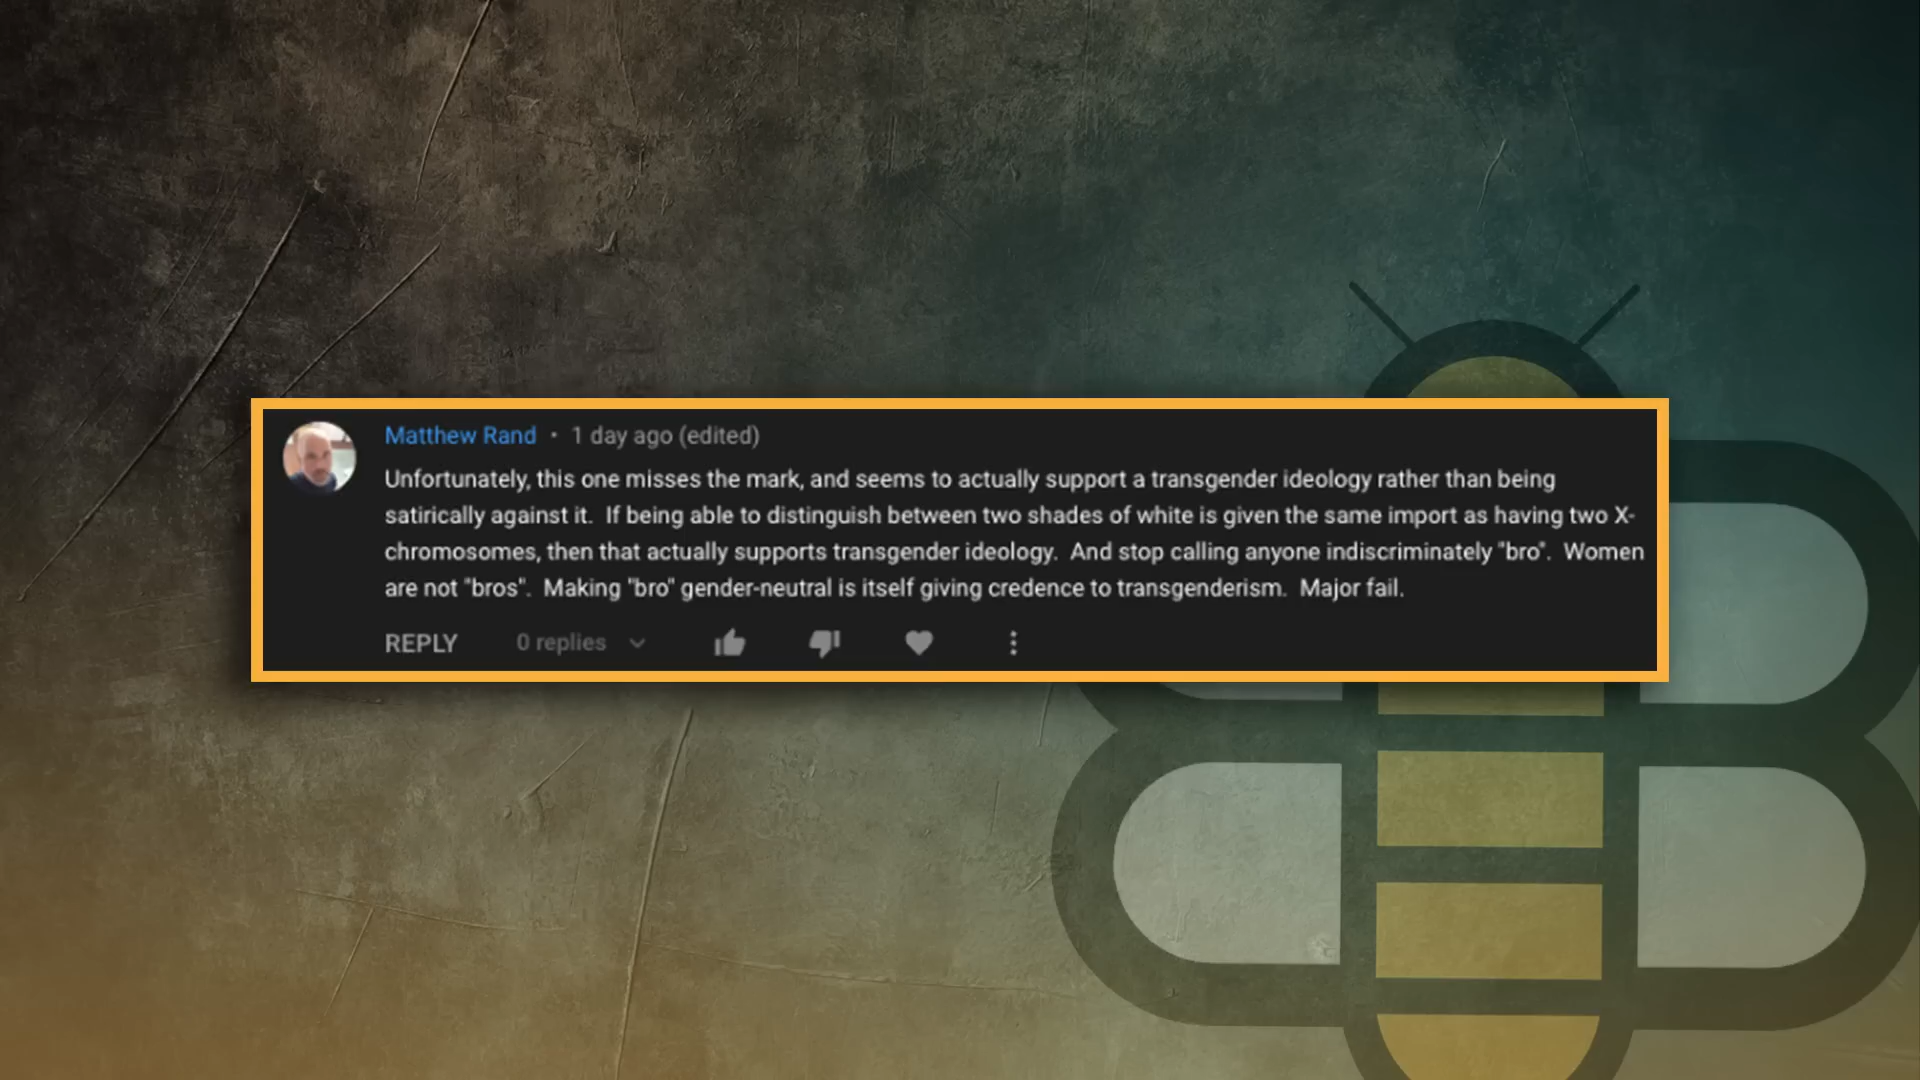 Matthew Rand • 1 day ago (edited)
Unfortunately, this one misses the mark, and seems to actually support a transgender ideology rather than being
satirically against it.  If being able to distinguish between two shades of white is given the same import as having two X-
chromosomes, then that actually supports transgender ideology.  And stop calling anyone indiscriminately "bro".  Women
are not "bros".  Making "bro" gender-neutral is itself giving credence to transgenderism.  Major fail.
REPLY 0 replies